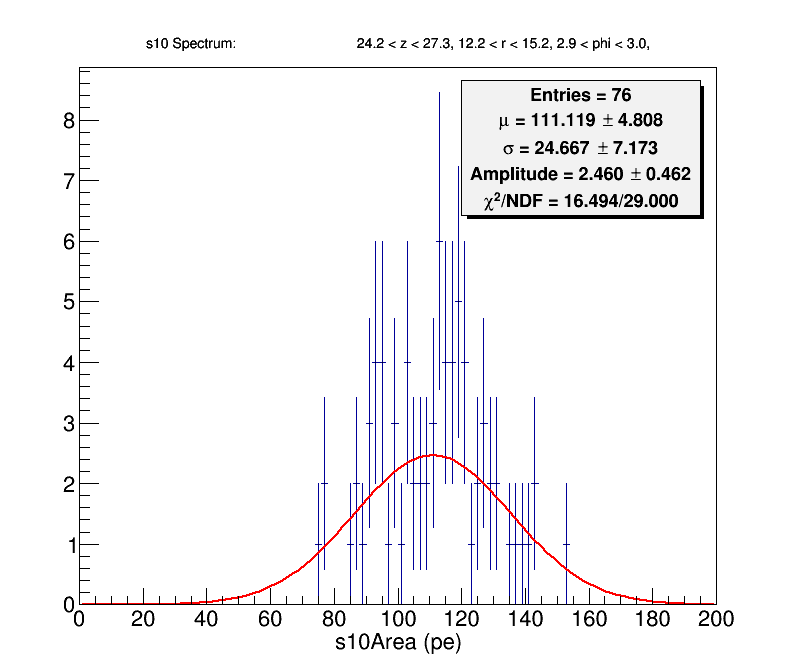 s10 Spectrum: 24.2 < z < 27.3, 12.2 < r < 15.2, 2.9 < phi < 3.0,
Entries = 76
μ = 111.119 ± 4.808
σ = 24.667 ± 7.173
Amplitude = 2.460 ± 0.462
χ²/NDF = 16.494/29.000
8
7
6
5
4
3
2
1
0
0 20 40 60 80 100 120 140 160 180 200
s10Area (pe)